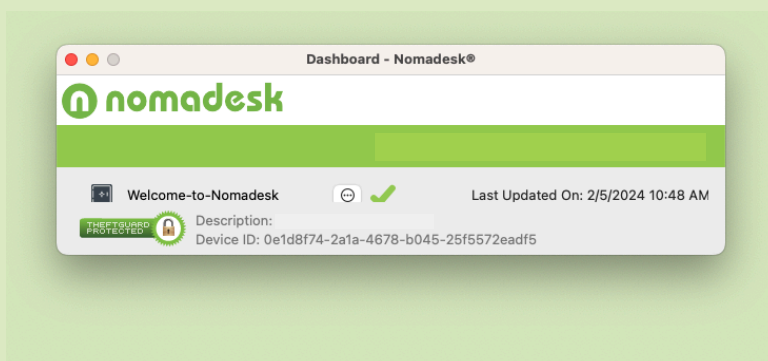 Dashboard - Nomadesk®
nomadesk
Welcome-to-Nomadesk Last Updated On: 2/5/2024 10:48 AM
THEFTGUARD
PROTECTED
Description:
Device ID: 0e1d8f74-2a1a-4678-b045-25f5572eadf5